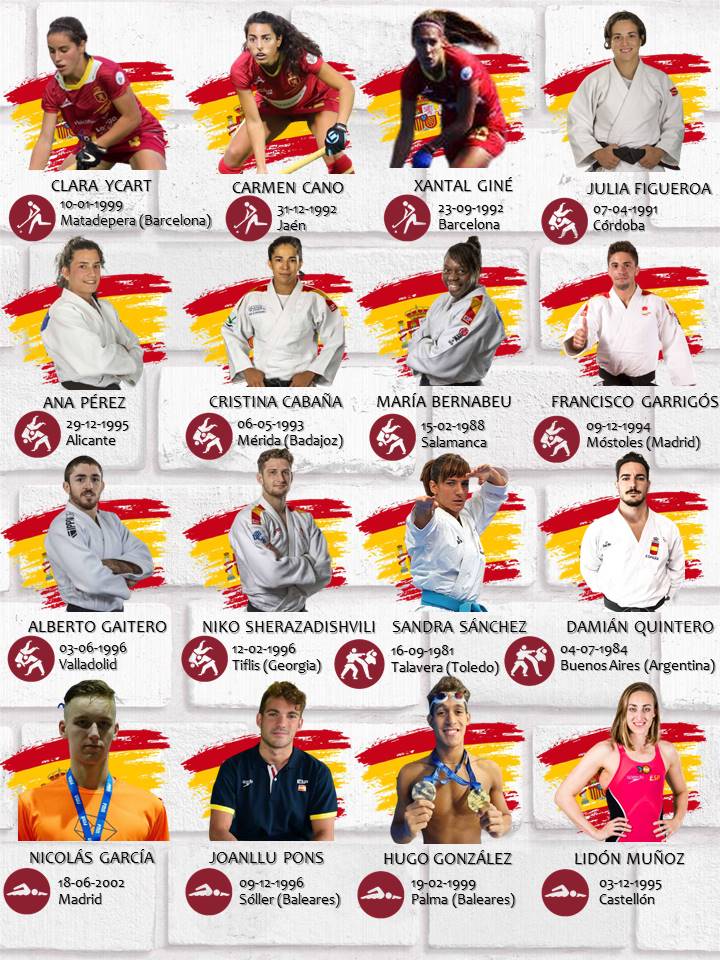 CLARA YCART
10-01-1999
Matadepera (Barcelona)
CARMEN CANO
31-12-1992
Jaén
XANTAL GINÉ
23-09-1992
Barcelona
JULIA FIGUEROA
07-04-1991
Córdoba
ANA PÉREZ
29-12-1995
Alicante
CRISTINA CABAÑA
06-05-1993
Mérida (Badajoz)
MARÍA BERNABEU
15-02-1988
Salamanca
FRANCISCO GARRIGÓS
09-12-1994
Móstoles (Madrid)
ALBERTO GAITERO
03-06-1996
Valladolid
NIKO SHERAZADISHVILI
12-02-1996
Tiflis (Georgia)
SANDRA SÁNCHEZ
16-09-1981
Talavera (Toledo)
DAMIÁN QUINTERO
04-07-1984
Buenos Aires (Argentina)
ESPAÑA
NICOLÁS GARCÍA
18-06-2002
Madrid
JOANLLU PONS
09-12-1996
Sóller (Baleares)
HUGO GONZÁLEZ
19-02-1999
Palma (Baleares)
LIDÓN MUÑOZ
03-12-1995
Castellón
ESP